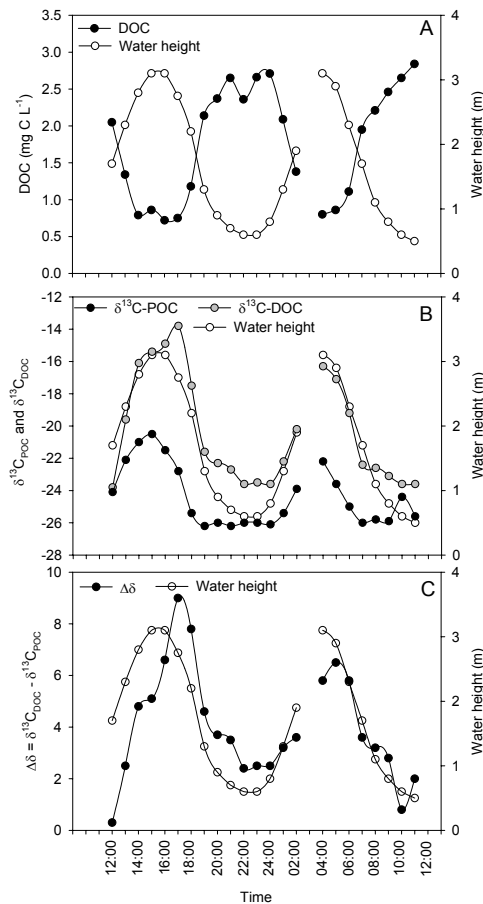 A
DOC
Water height
3.5
3.0
2.5
2.0
1.5
1.0
0.5
0.0
DOC (mg C L⁻¹)
4
3
2
1
0
Water height (m)
B
δ¹³C-POC δ¹³C-DOC
Water height
-12
-14
-16
-18
-20
-22
-24
-26
-28
δ¹³C_POC and δ¹³C_DOC
4
3
2
1
0
Water height (m)
C
Δδ Water height
10
8
6
4
2
0
Δδ = δ¹³C_DOC - δ¹³C_POC
4
3
2
1
0
Water height (m)
12:00 14:00 16:00 18:00 20:00 22:00 24:00 02:00 04:00 06:00 08:00 10:00 12:00
Time